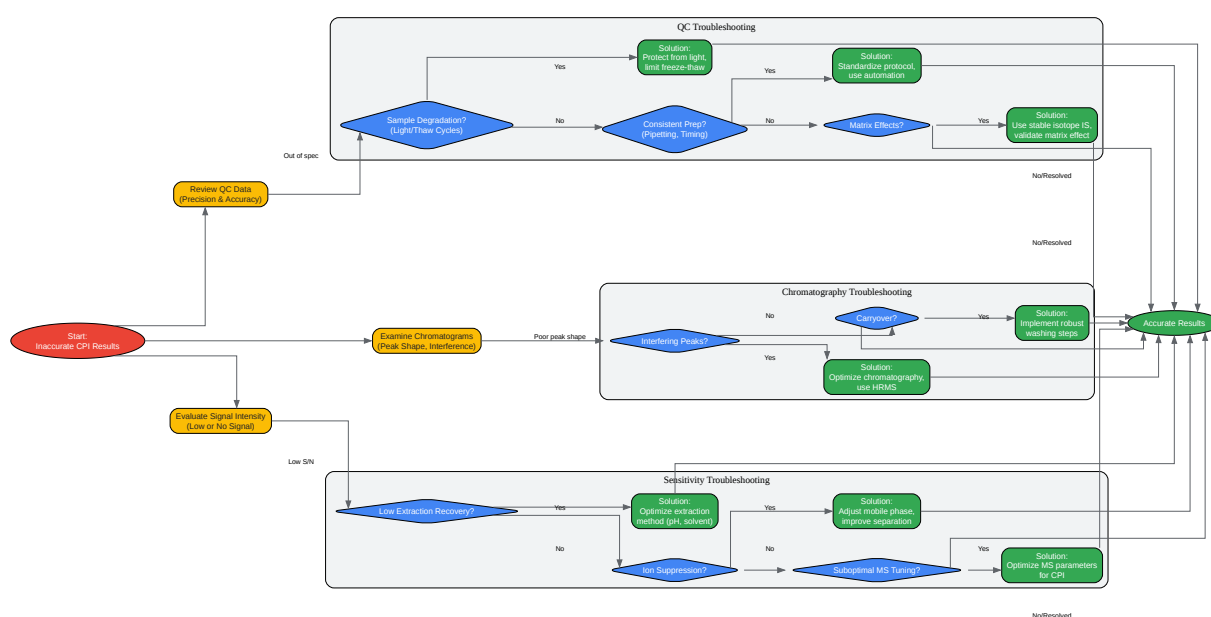 QC Troubleshooting
Solution:
Protect from light,
limit freeze-thaw
Yes
Solution:
Standardize protocol,
use automation
Yes
Sample Degradation?
(Light/Thaw Cycles)
No
Consistent Prep?
(Pipetting, Timing)
No
Matrix Effects?
Yes
Solution:
Use stable isotope IS,
validate matrix effect
Out of spec
No/Resolved
Review QC Data
(Precision & Accuracy)
No/Resolved
Chromatography Troubleshooting
Start:
Inaccurate CPI Results
Examine Chromatograms
(Peak Shape, Interference)
Poor peak shape
Interfering Peaks?
No
Carryover?
Yes
Solution:
Implement robust
washing steps
Accurate Results
Yes
Solution:
Optimize chromatography,
use HRMS
Evaluate Signal Intensity
(Low or No Signal)
Low S/N
Sensitivity Troubleshooting
Low Extraction Recovery?
Yes
Solution:
Optimize extraction
method (pH, solvent)
Yes
Solution:
Adjust mobile phase,
improve separation
No
Ion Suppression?
No
Suboptimal MS Tuning?
Yes
Solution:
Optimize MS parameters
for CPI
No/Resolved